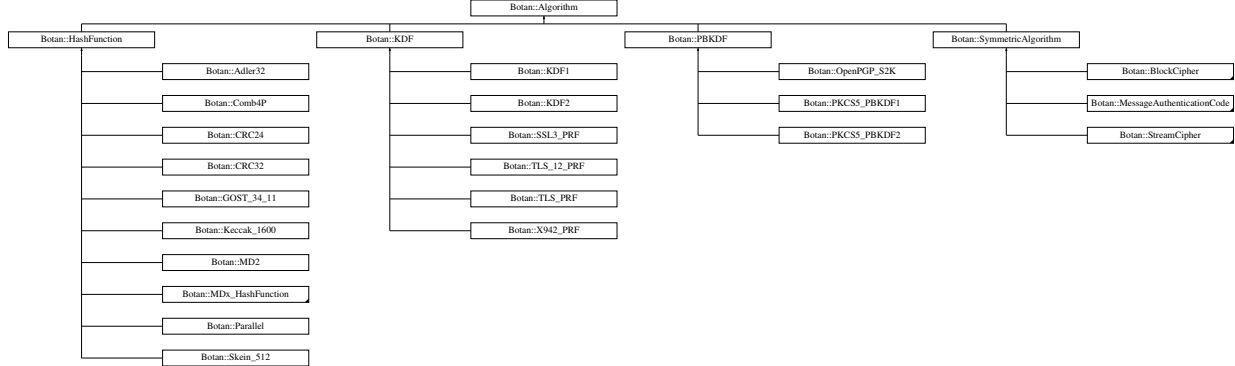 Botan::Algorithm
Botan::HashFunction
Botan::KDF
Botan::PBKDF
Botan::SymmetricAlgorithm
Botan::Adler32
Botan::KDF1
Botan::OpenPGP_S2K
Botan::BlockCipher
Botan::Comb4P
Botan::KDF2
Botan::PKCS5_PBKDF1
Botan::MessageAuthenticationCode
Botan::CRC24
Botan::SSL3_PRF
Botan::PKCS5_PBKDF2
Botan::StreamCipher
Botan::CRC32
Botan::TLS_12_PRF
Botan::GOST_34_11
Botan::TLS_PRF
Botan::Keccak_1600
Botan::X942_PRF
Botan::MD2
Botan::MDx_HashFunction
Botan::Parallel
Botan::Skein_512